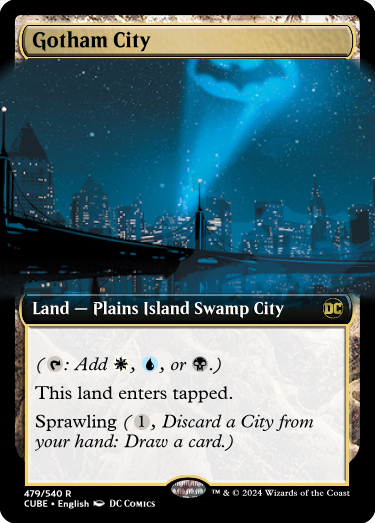 Gotham City
Land — Plains Island Swamp City
DC
(T: Add W, U, or B.)
This land enters tapped.
Sprawling (1, Discard a City from
your hand: Draw a card.)
479/540 R
CUBE • English DC Comics
™ & © 2024 Wizards of the Coast